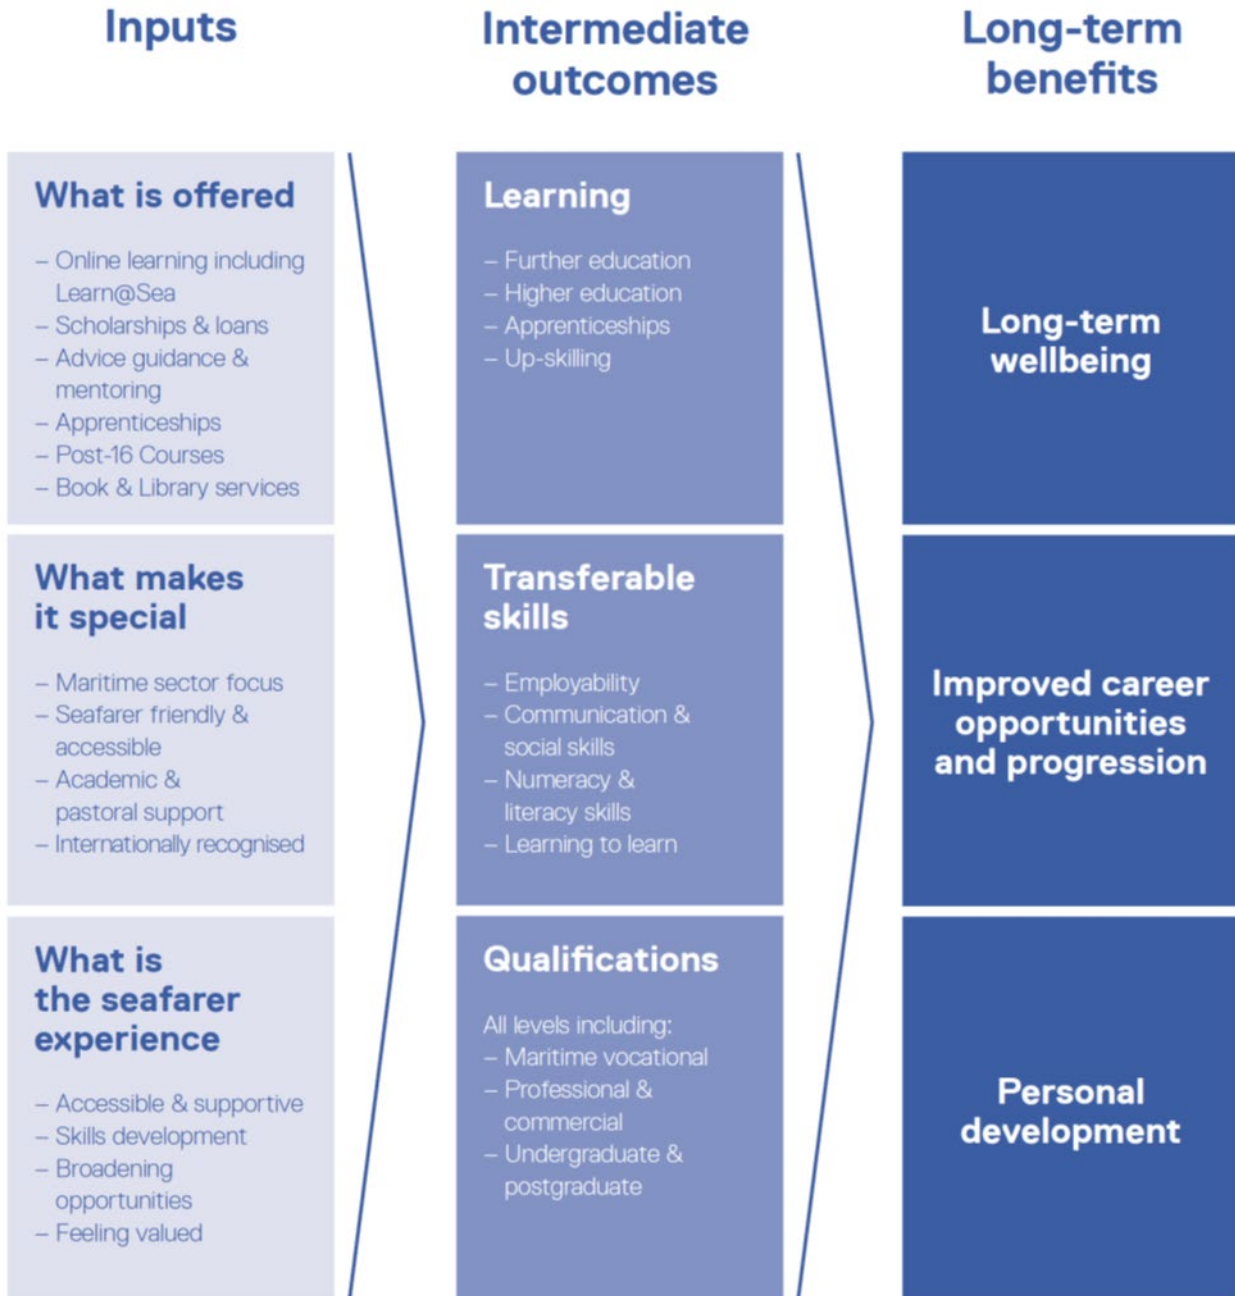 Inputs
Intermediate
outcomes
Long-term
benefits
What is offered
– Online learning including
Learn@Sea
– Scholarships & loans
– Advice guidance &
mentoring
– Apprenticeships
– Post-16 Courses
– Book & Library services
What makes
it special
– Maritime sector focus
– Seafarer friendly &
accessible
– Academic &
pastoral support
– Internationally recognised
What is
the seafarer
experience
– Accessible & supportive
– Skills development
– Broadening
opportunities
– Feeling valued
Learning
– Further education
– Higher education
– Apprenticeships
– Up-skilling
Transferable
skills
– Employability
– Communication &
social skills
– Numeracy &
literacy skills
– Learning to learn
Qualifications
All levels including:
– Maritime vocational
– Professional &
commercial
– Undergraduate &
postgraduate
Long-term
wellbeing
Improved career
opportunities
and progression
Personal
development